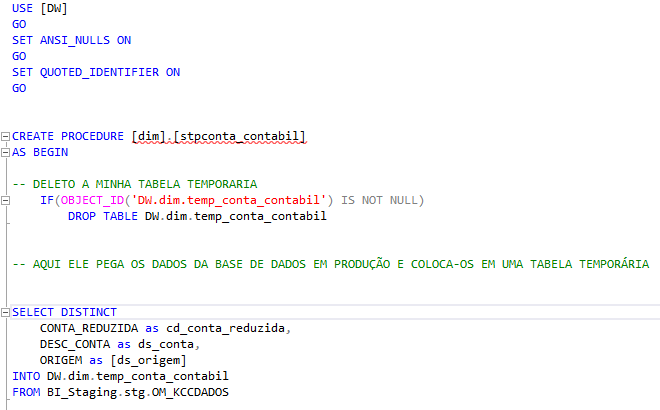 USE [DW]
GO
SET ANSI_NULLS ON
GO
SET QUOTED_IDENTIFIER ON
GO
CREATE PROCEDURE [dim].[stpconta_contabil]
AS BEGIN
-- DELETO A MINHA TABELA TEMPORARIA
IF(OBJECT_ID('DW.dim.temp_conta_contabil') IS NOT NULL)
DROP TABLE DW.dim.temp_conta_contabil
-- AQUI ELE PEGA OS DADOS DA BASE DE DADOS EM PRODUÇÃO E COLOCA-OS EM UMA TABELA TEMPORÁRIA
SELECT DISTINCT
CONTA_REDUZIDA as cd_conta_reduzida,
DESC_CONTA as ds_conta,
ORIGEM as [ds_origem]
INTO DW.dim.temp_conta_contabil
FROM BI_Staging.stg.OM_KCCDADOS